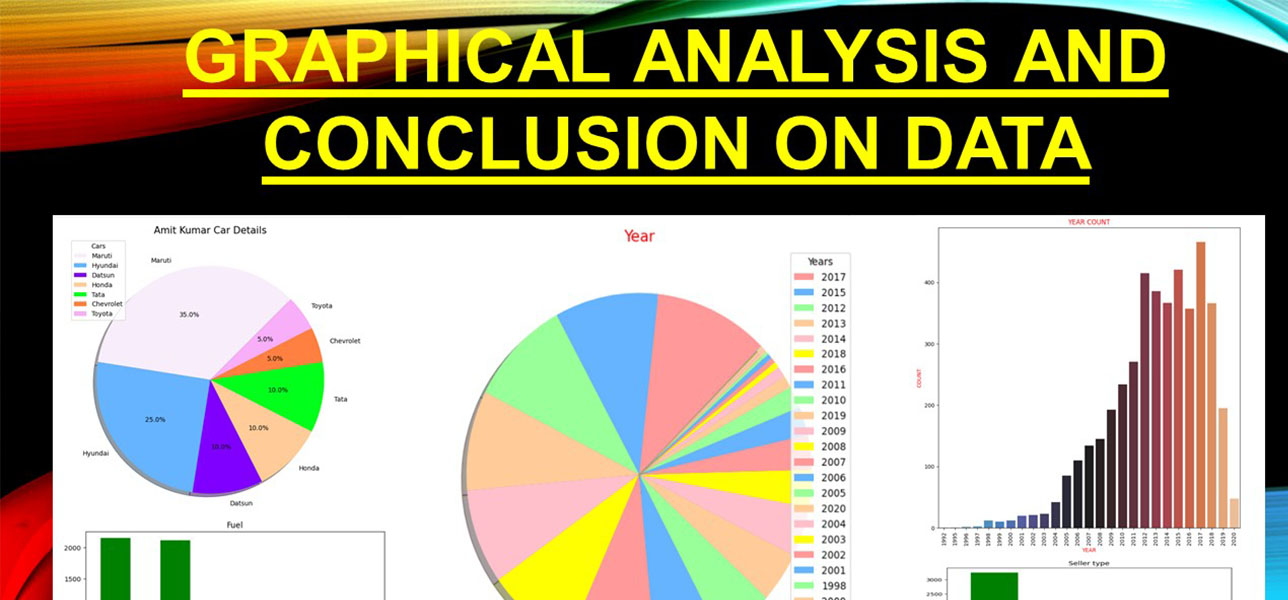 GRAPHICAL ANALYSIS AND
CONCLUSION ON DATA
Amit Kumar Car Details
Cars
Maruti
Hyundai
Datsun
Honda
Tata
Chevrolet
Toyota
Maruti
35.0%
Toyota
5.0%
Chevrolet
5.0%
Tata
10.0%
Honda
10.0%
Datsun
10.0%
Hyundai
25.0%
Fuel
2000
1500
Year
Years
2017
2015
2012
2013
2014
2018
2016
2011
2010
2019
2009
2008
2007
2006
2005
2020
2004
2003
2002
2001
1998
YEAR COUNT
COUNT
400
300
200
100
0
1992
1995
1996
1997
1998
1999
2000
2001
2002
2003
2004
2005
2006
2007
2008
2009
2010
2011
2012
2013
2014
2015
2016
2017
2018
2019
2020
YEAR
Seller type
3000
2500